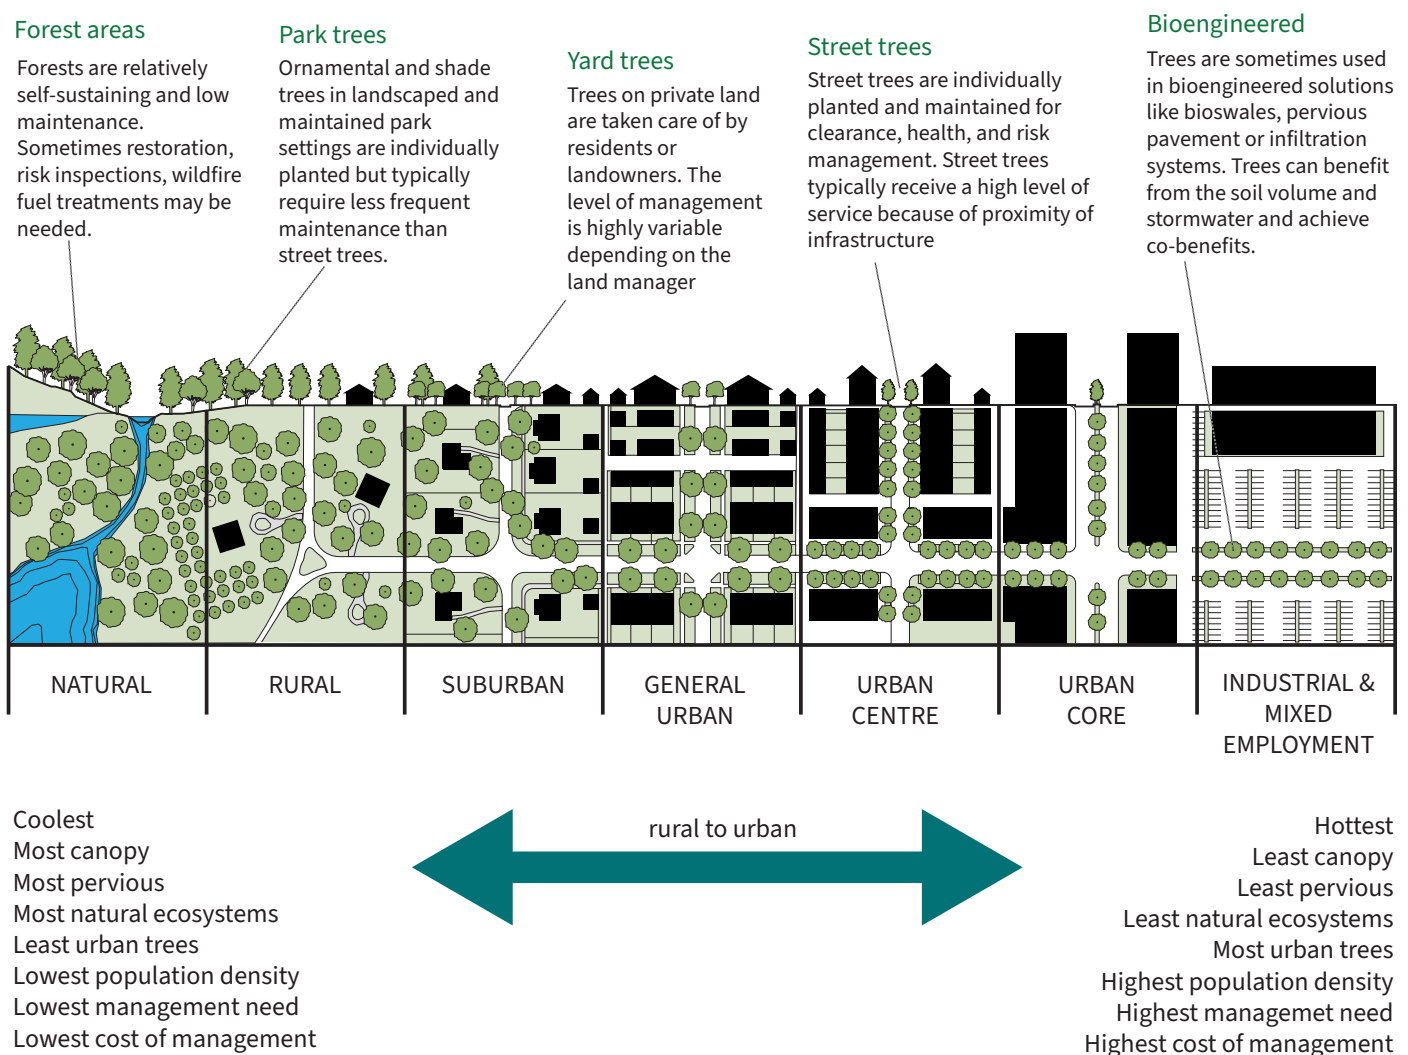 Forest areas
Forests are relatively
self-sustaining and low
maintenance.
Sometimes restoration,
risk inspections, wildfire
fuel treatments may be
needed.
Park trees
Ornamental and shade
trees in landscaped and
maintained park
settings are individually
planted but typically
require less frequent
maintenance than
street trees.
Yard trees
Trees on private land
are taken care of by
residents or
landowners. The
level of management
is highly variable
depending on the
land manager
Street trees
Street trees are individually
planted and maintained for
clearance, health, and risk
management. Street trees
typically receive a high level of
service because of proximity of
infrastructure
Bioengineered
Trees are sometimes used
in bioengineered solutions
like bioswales, pervious
pavement or infiltration
systems. Trees can benefit
from the soil volume and
stormwater and achieve
co-benefits.
NATURAL
RURAL
SUBURBAN
GENERAL
URBAN
URBAN
CENTRE
URBAN
CORE
INDUSTRIAL &
MIXED
EMPLOYMENT
Coolest
Most canopy
Most pervious
Most natural ecosystems
Least urban trees
Lowest population density
Lowest management need
Lowest cost of management
rural to urban
Hottest
Least canopy
Least pervious
Least natural ecosystems
Most urban trees
Highest population density
Highest managemet need
Highest cost of management